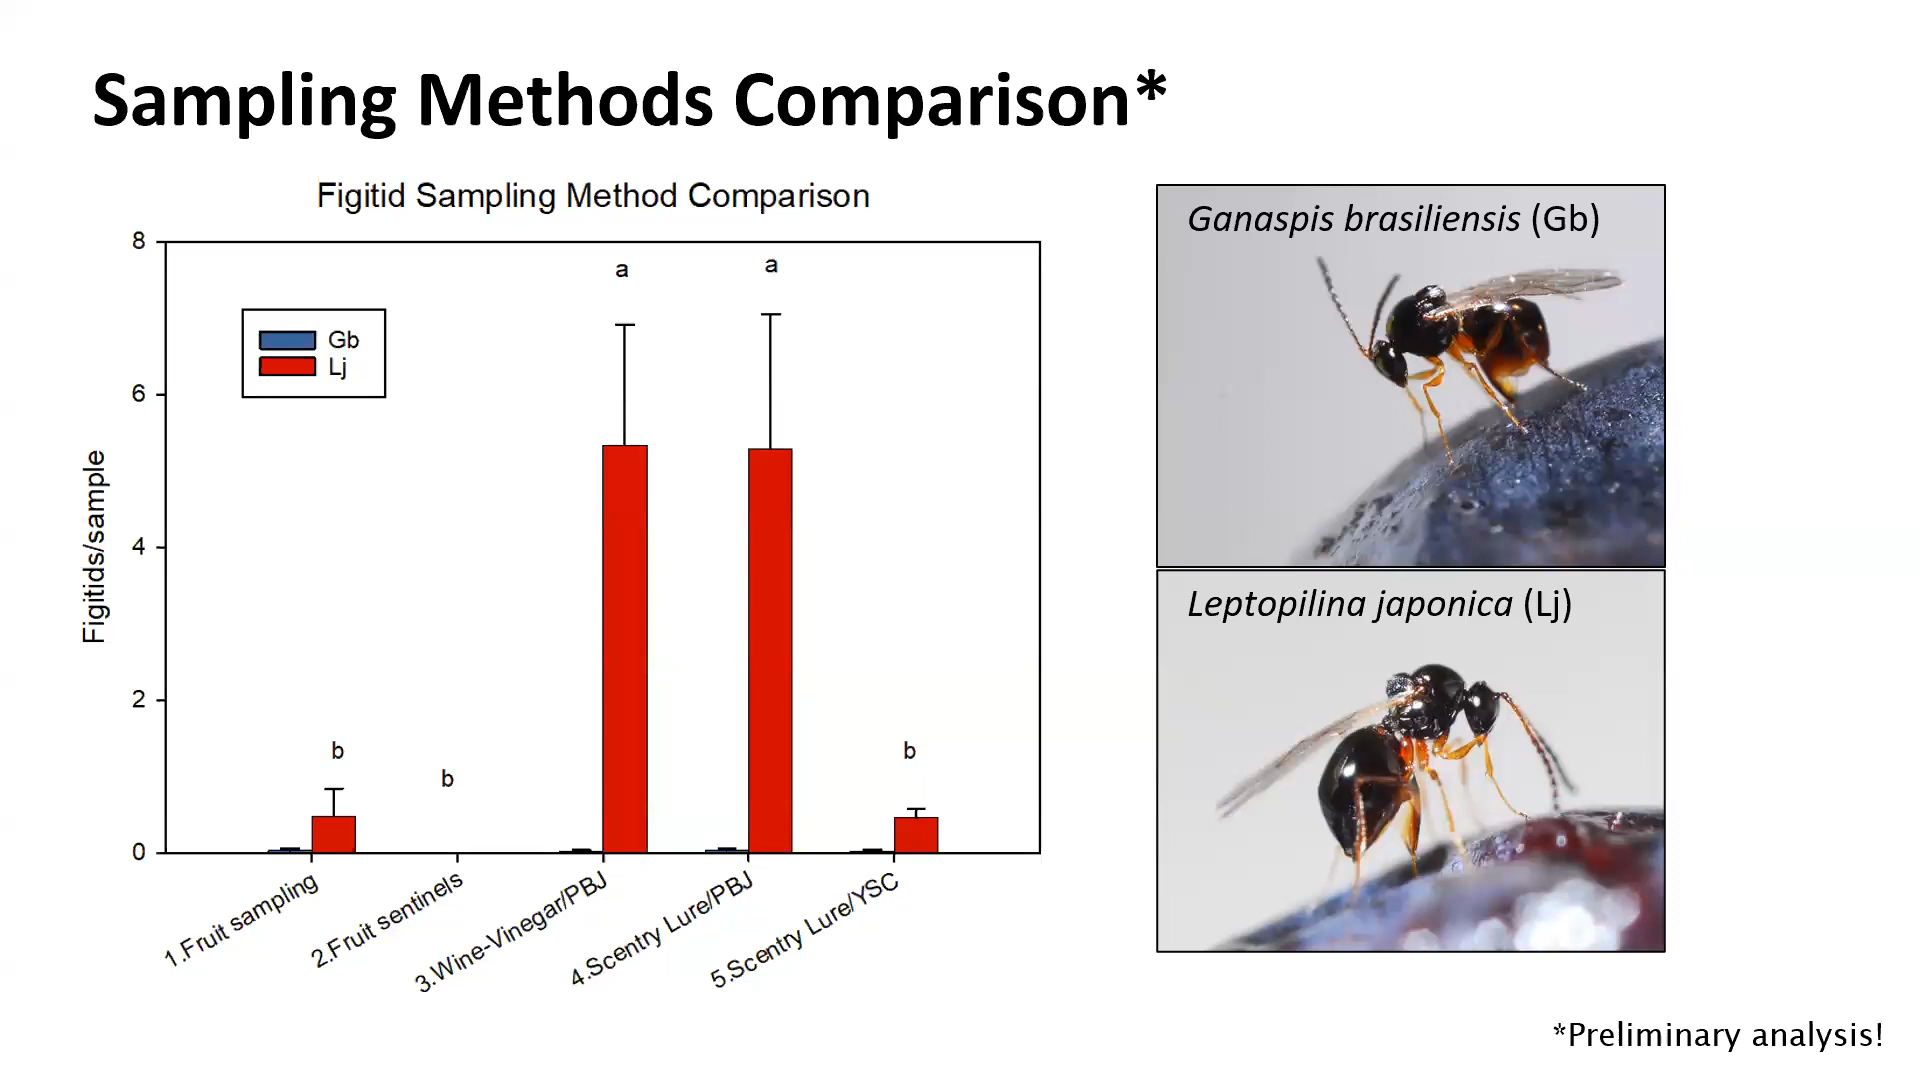 Sampling Methods Comparison*
Figitid Sampling Method Comparison
8
6
4
2
0
Figitids/sample
Gb
Lj
b
b
a
a
b
1.Fruit sampling
2.Fruit sentinels
3.Wine-Vinegar/PBJ
4.Scentry Lure/PBJ
5.Scentry Lure/YSC
Ganaspis brasiliensis (Gb)
Leptopilina japonica (Lj)
*Preliminary analysis!